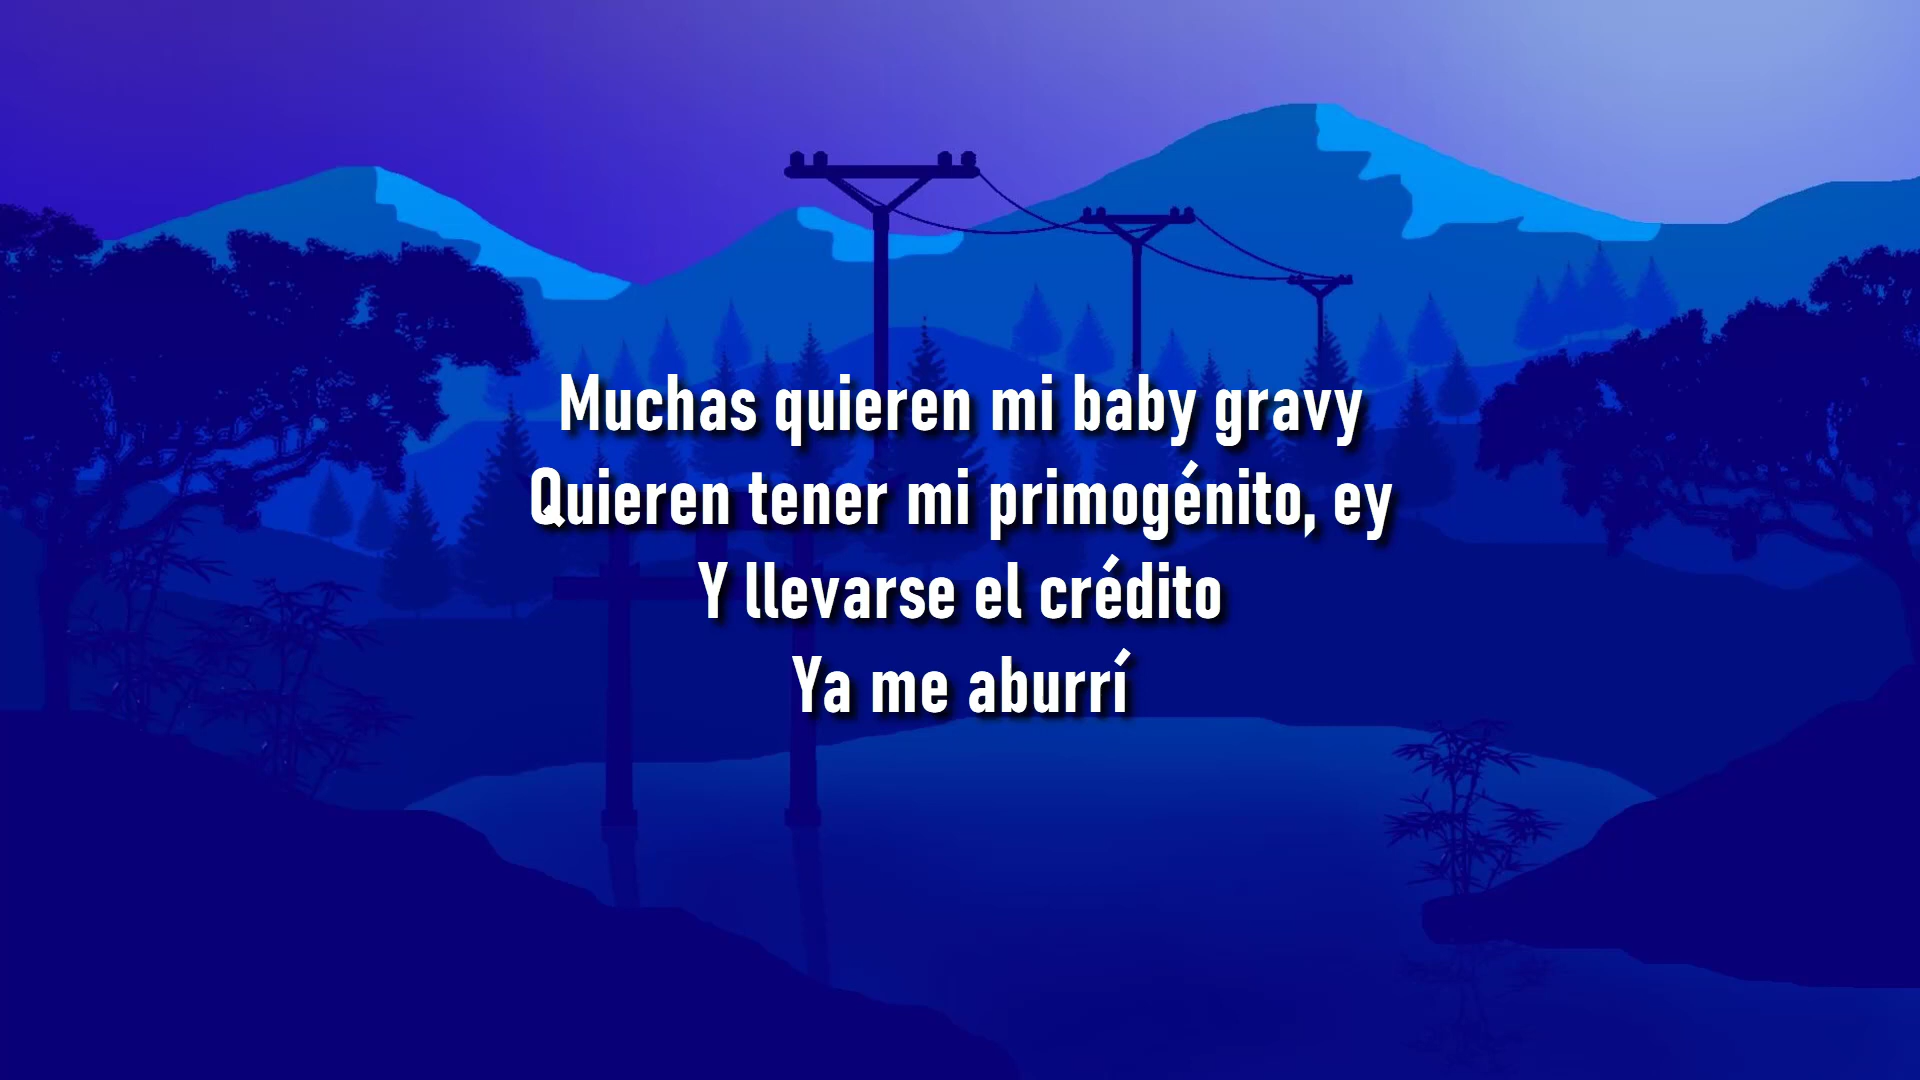 Muchas quieren mi baby gravy
Quieren tener mi primogénito, ey
Y llevarse el crédito
Ya me aburrí